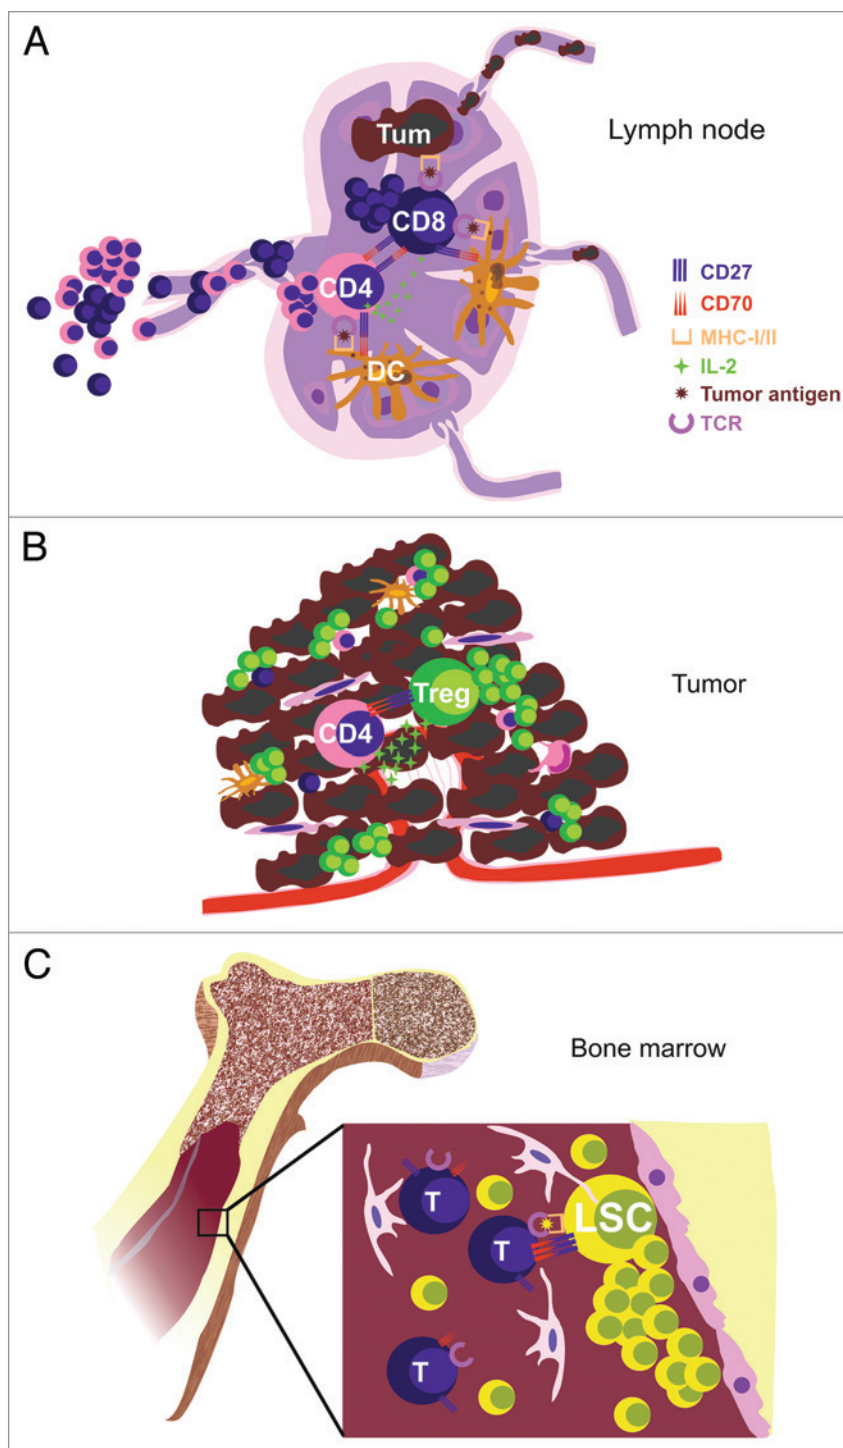 A
Lymph node
Tum
CD8
CD4
DC
CD27
CD70
MHC-I/II
IL-2
Tumor antigen
TCR
B
Tumor
Treg
CD4
C
Bone marrow
T
LSC
T
T